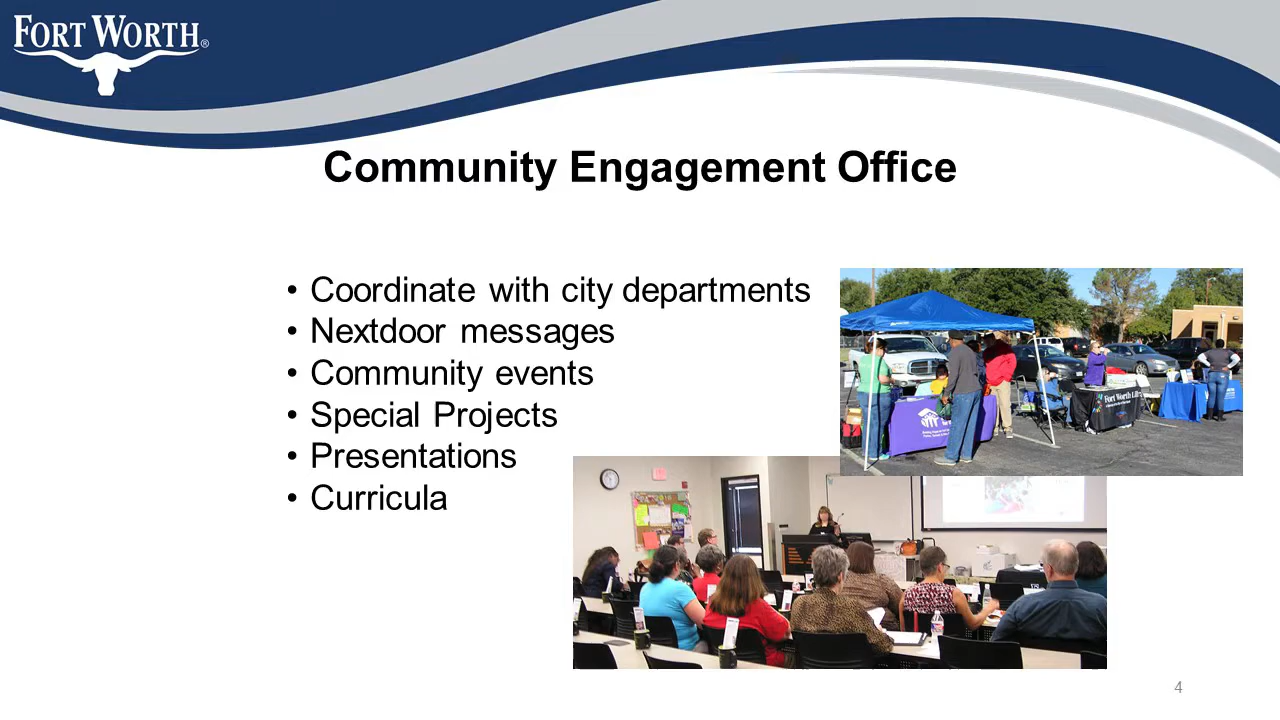 FORT WORTH®
Community Engagement Office
• Coordinate with city departments
• Nextdoor messages
• Community events
• Special Projects
• Presentations
• Curricula
Fort Worth Li
4